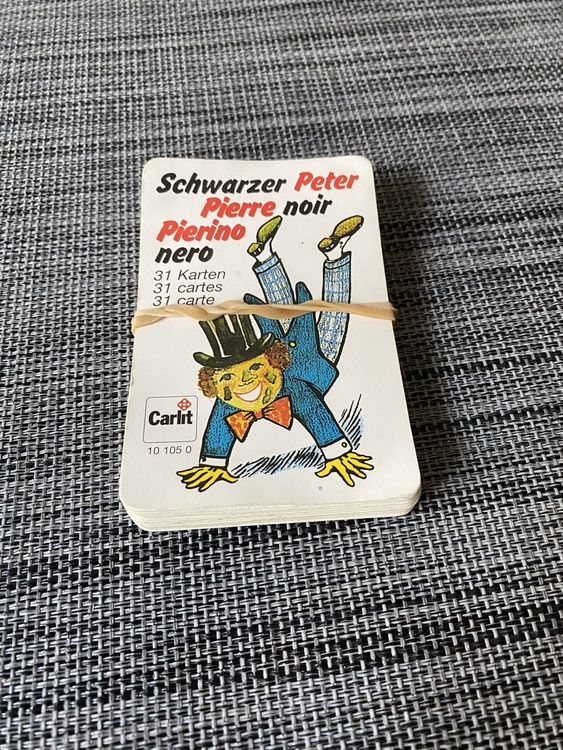 Schwarzer Peter
Pierre noir
Pierino
nero
31 Karten
31 cartes
31 carte
Carlit
10 105 0